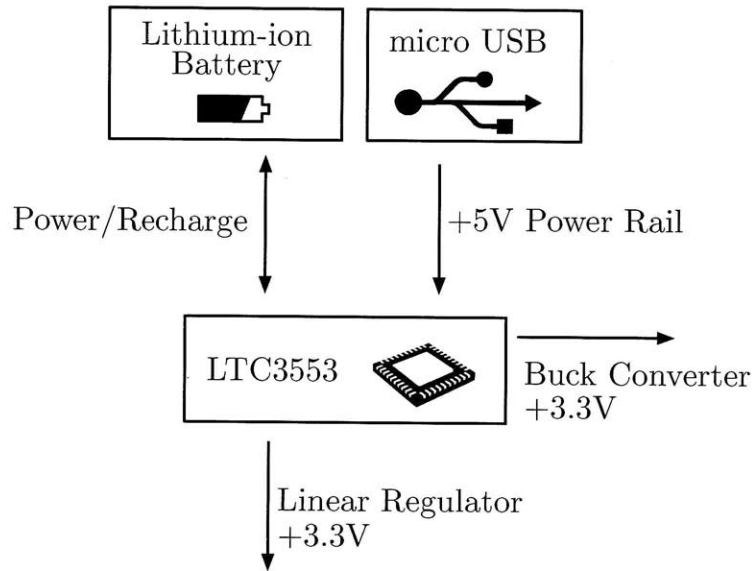 Lithium-ion
Battery
micro USB
Power/Recharge
+5V Power Rail
LTC3553
Buck Converter
+3.3V
Linear Regulator
+3.3V